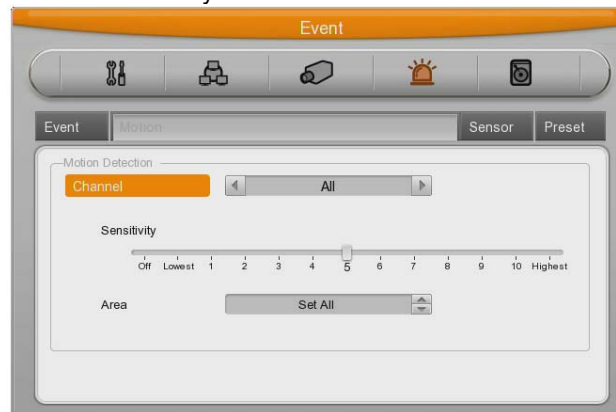 Event
Event Motion Sensor Preset
Motion Detection
Channel All
Sensitivity
Off Lowest 1 2 3 4 5 6 7 8 9 10 Highest
Area Set All